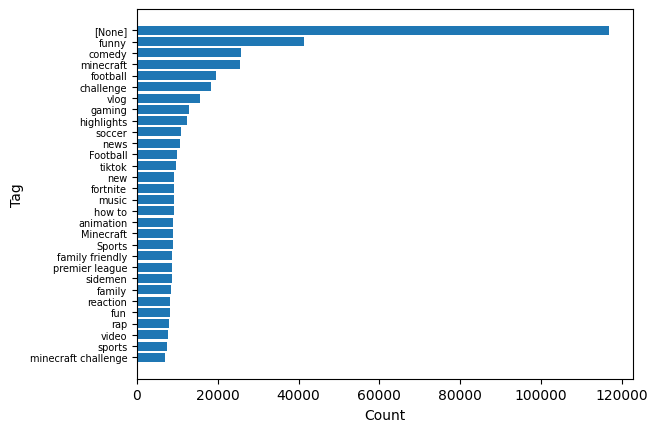 [None]
funny
comedy
minecraft
football
challenge
vlog
gaming
highlights
soccer
news
Football
tiktok
new
fortnite
music
how to
animation
Minecraft
Sports
family friendly
premier league
sidemen
family
reaction
fun
rap
video
sports
minecraft challenge
Tag
0 20000 40000 60000 80000 100000 120000
Count